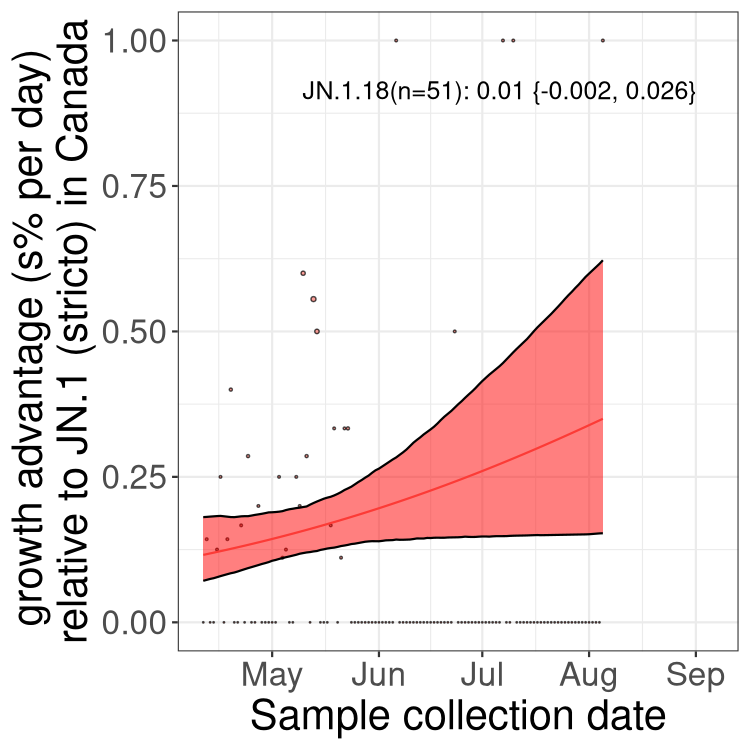 growth advantage (s% per day)
relative to JN.1 (stricto) in Canada
1.00
0.75
0.50
0.25
0.00
JN.1.18(n=51): 0.01 {-0.002, 0.026}
May Jun Jul Aug Sep
Sample collection date